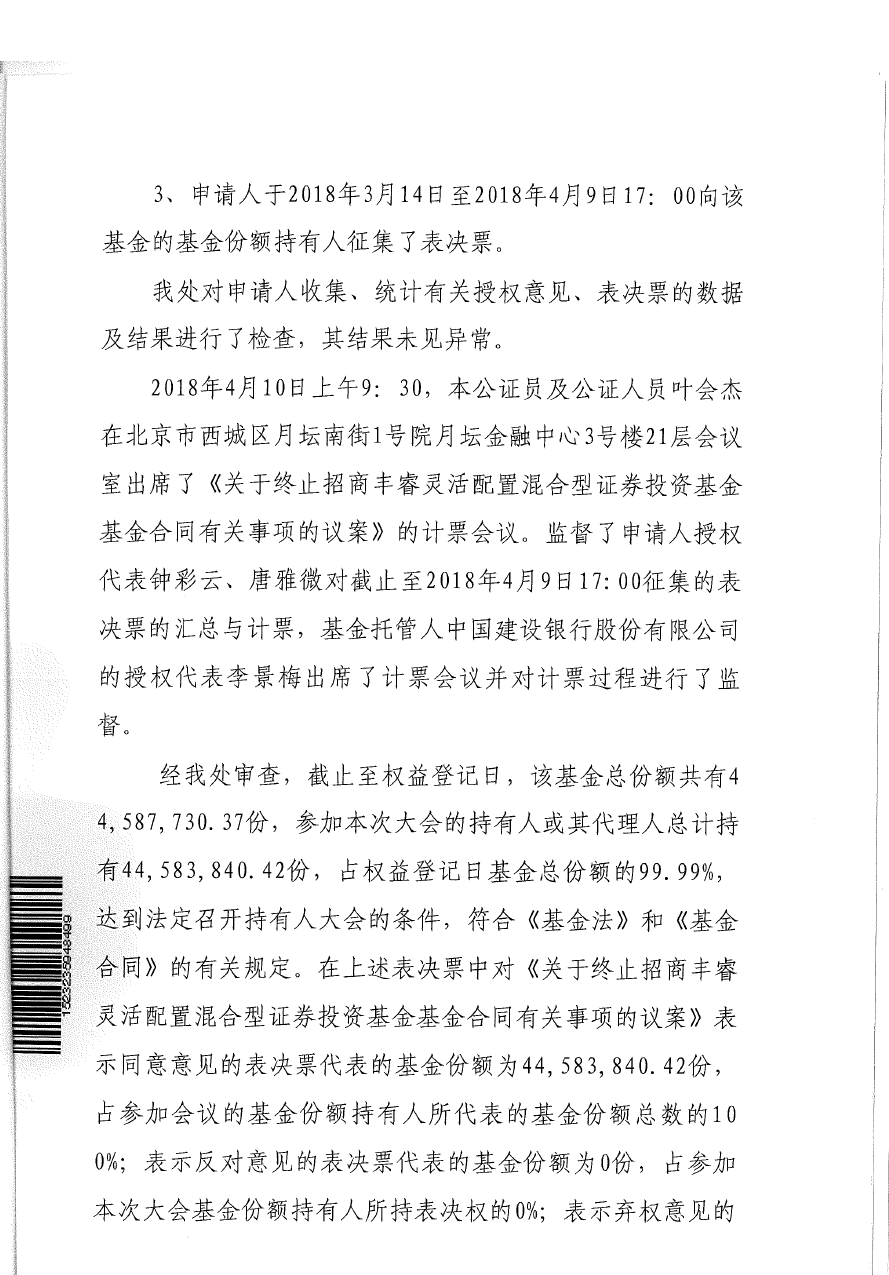 3、申请人于2018年3月14日至2018年4月9日17：00向该
基金的基金份额持有人征集了表决票。
我处对申请人收集、统计有关授权意见、表决票的数据
及结果进行了检查，其结果未见异常。
2018年4月10日上午9：30，本公证员及公证人员叶会杰
在北京市西城区月坛南街1号院月坛金融中心3号楼21层会议
室出席了《关于终止招商丰睿灵活配置混合型证券投资基金
基金合同有关事项的议案》的计票会议。监督了申请人授权
代表钟彩云、唐雅微对截止至2018年4月9日17:00征集的表
决票的汇总与计票，基金托管人中国建设银行股份有限公司
的授权代表李景梅出席了计票会议并对计票过程进行了监
督。
经我处审查，截止至权益登记日，该基金总份额共有4
4,587,730.37份，参加本次大会的持有人或其代理人总计持
有44,583,840.42份，占权益登记日基金总份额的99.99%，
达到法定召开持有人大会的条件，符合《基金法》和《基金
合同》的有关规定。在上述表决票中对《关于终止招商丰睿
灵活配置混合型证券投资基金基金合同有关事项的议案》表
示同意意见的表决票代表的基金份额为44,583,840.42份，
占参加会议的基金份额持有人所代表的基金份额总数的10
0%；表示反对意见的表决票代表的基金份额为0份，占参加
本次大会基金份额持有人所持表决权的0%；表示弃权意见的
1523235948499